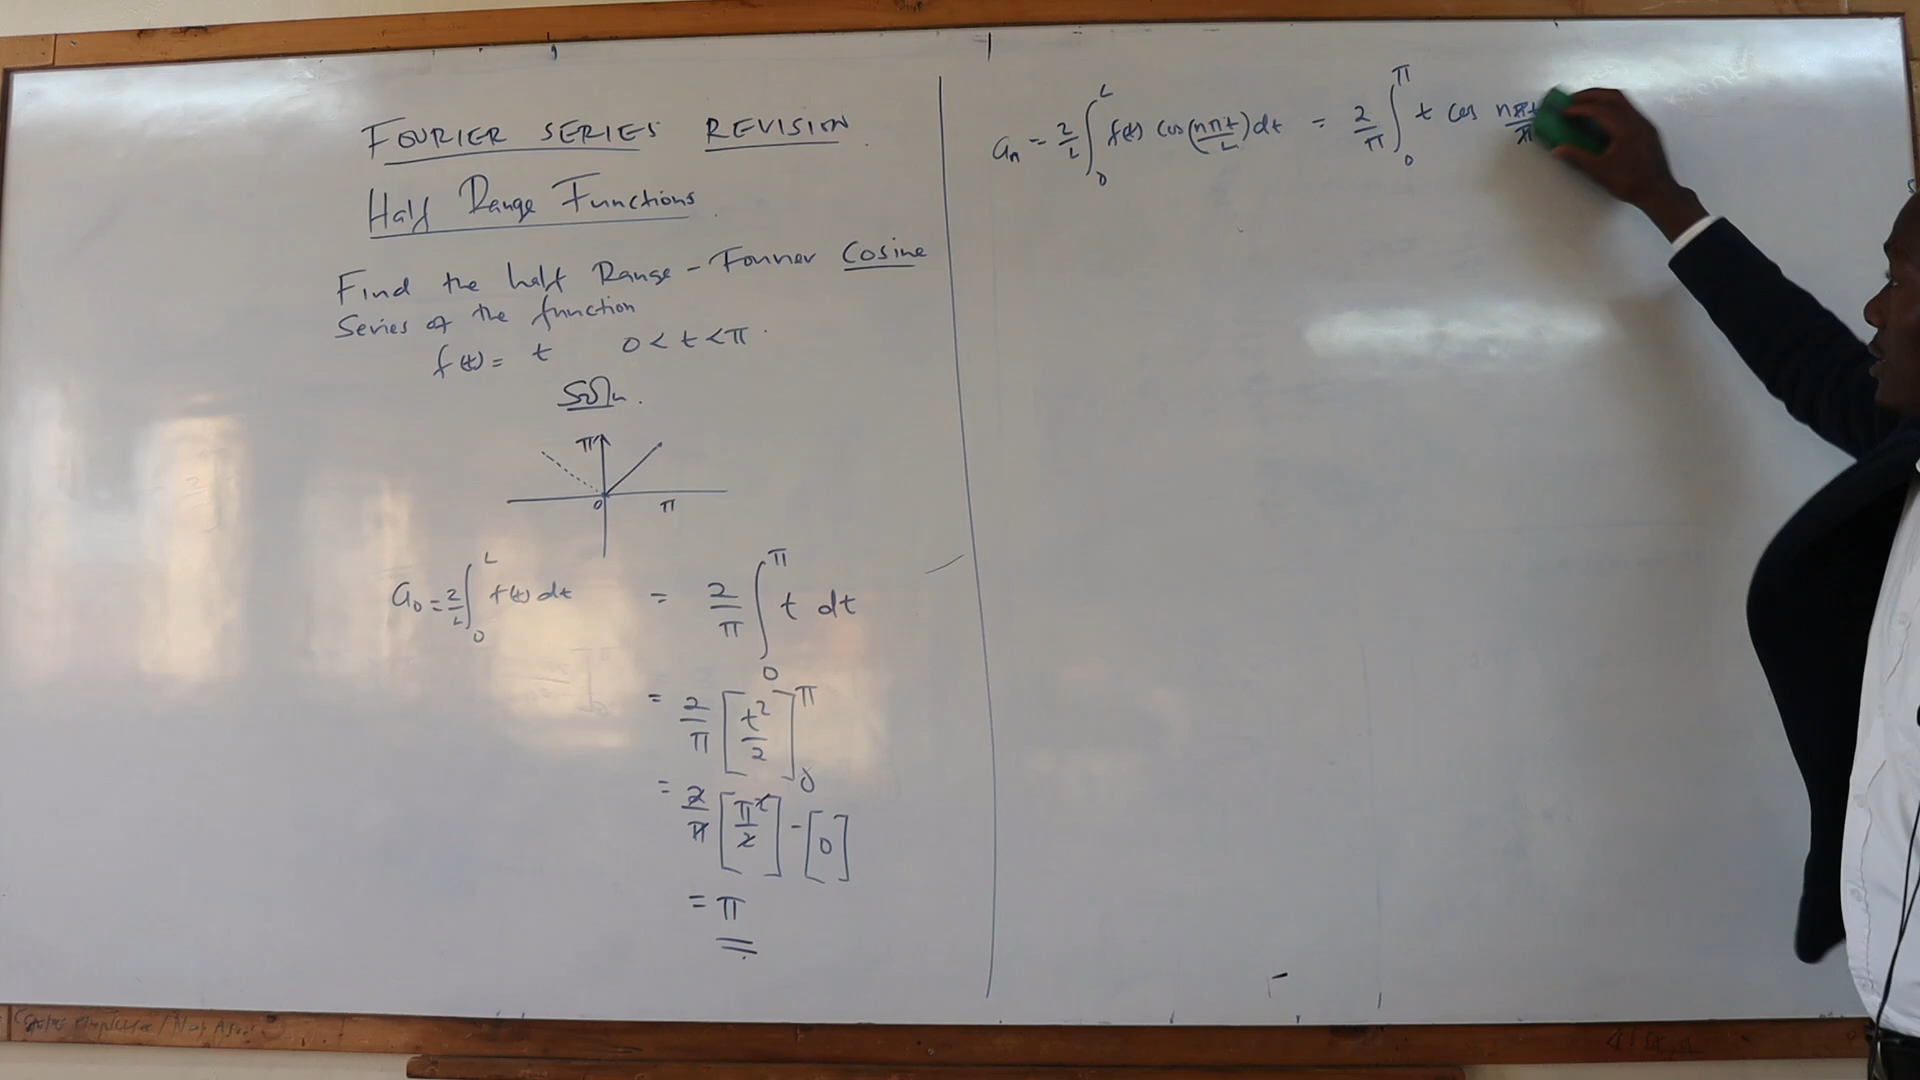 FOURIER SERIES REVISION
Half Range Functions.
Find the half Range - Fourier Cosine
Series of the function
f(t) = t 0 < t < π.
Soln.
π
0 π
a₀ = 2/L ∫₀ᴸ f(t) dt = 2/π ∫₀^π t dt
= 2/π [t²/2]₀^π
= 2/π [π²/2] - [0]
= π
aₙ = 2/L ∫₀ᴸ f(t) cos(nπt/L) dt = 2/π ∫₀^π t cos nπt/π